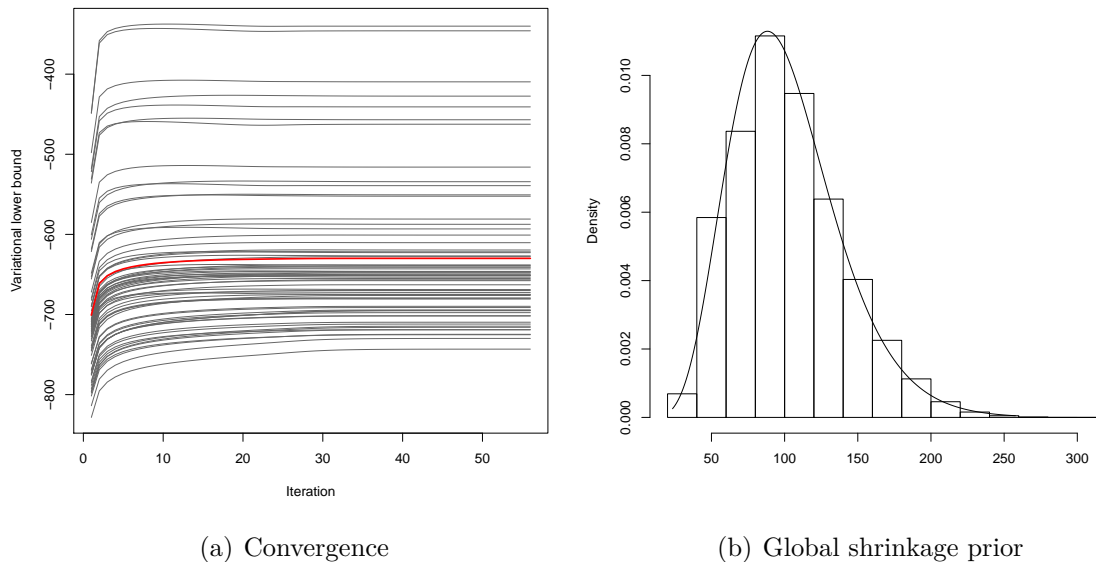 −400
−500
−600
−700
−800
Variational lower bound
0 10 20 30 40 50
Iteration
(a) Convergence
0.010
0.008
0.006
0.004
0.002
0.000
Density
50 100 150 200 250 300
(b) Global shrinkage prior